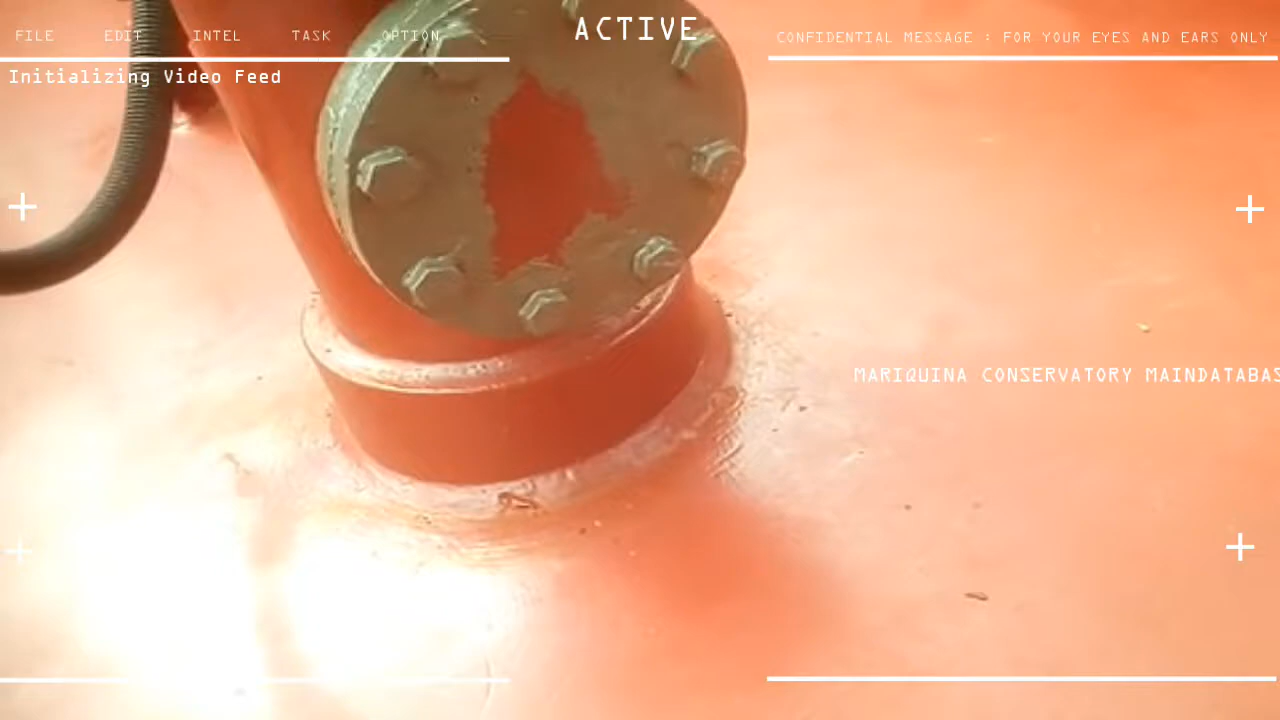 FILE EDIT INTEL TASK OPTION
ACTIVE
CONFIDENTIAL MESSAGE : FOR YOUR EYES AND EARS ONLY
Initializing Video Feed
MARIQUINA CONSERVATORY MAINDATABAS